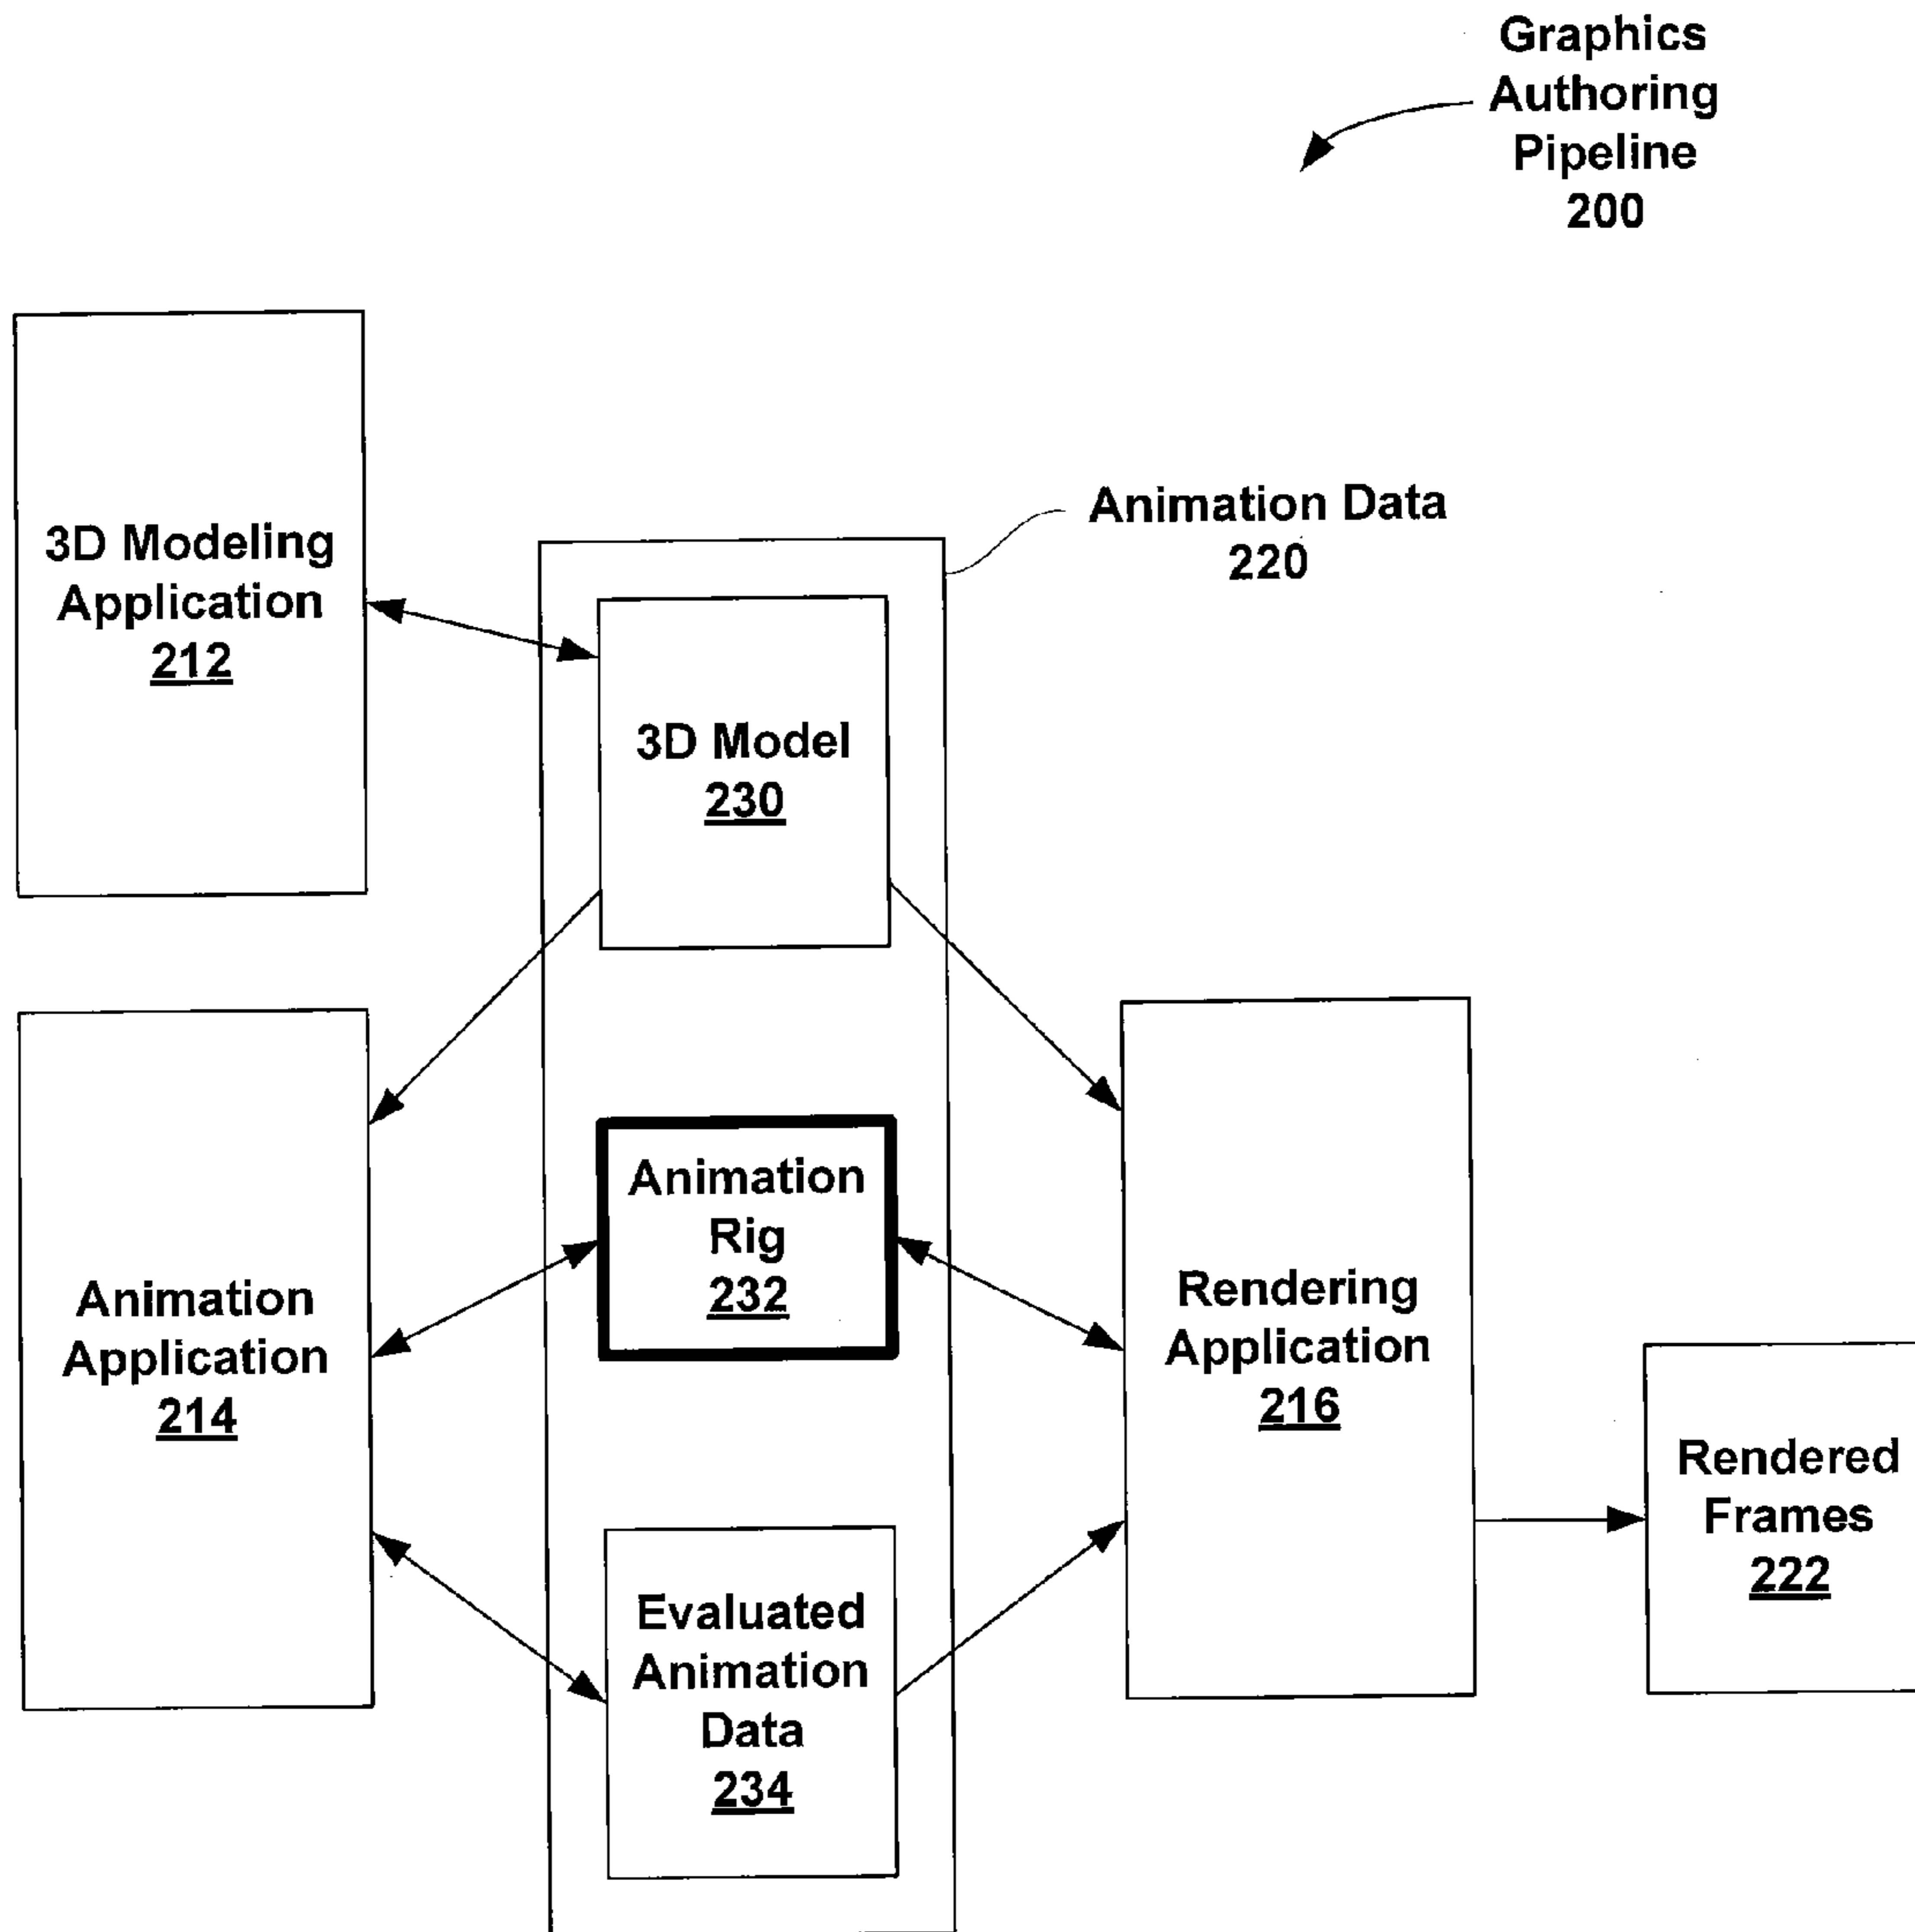 Graphics
Authoring
Pipeline
200
3D Modeling
Application
212
Animation Data
220
3D Model
230
Animation
Application
214
Animation
Rig
232
Evaluated
Animation
Data
234
Rendering
Application
216
Rendered
Frames
222